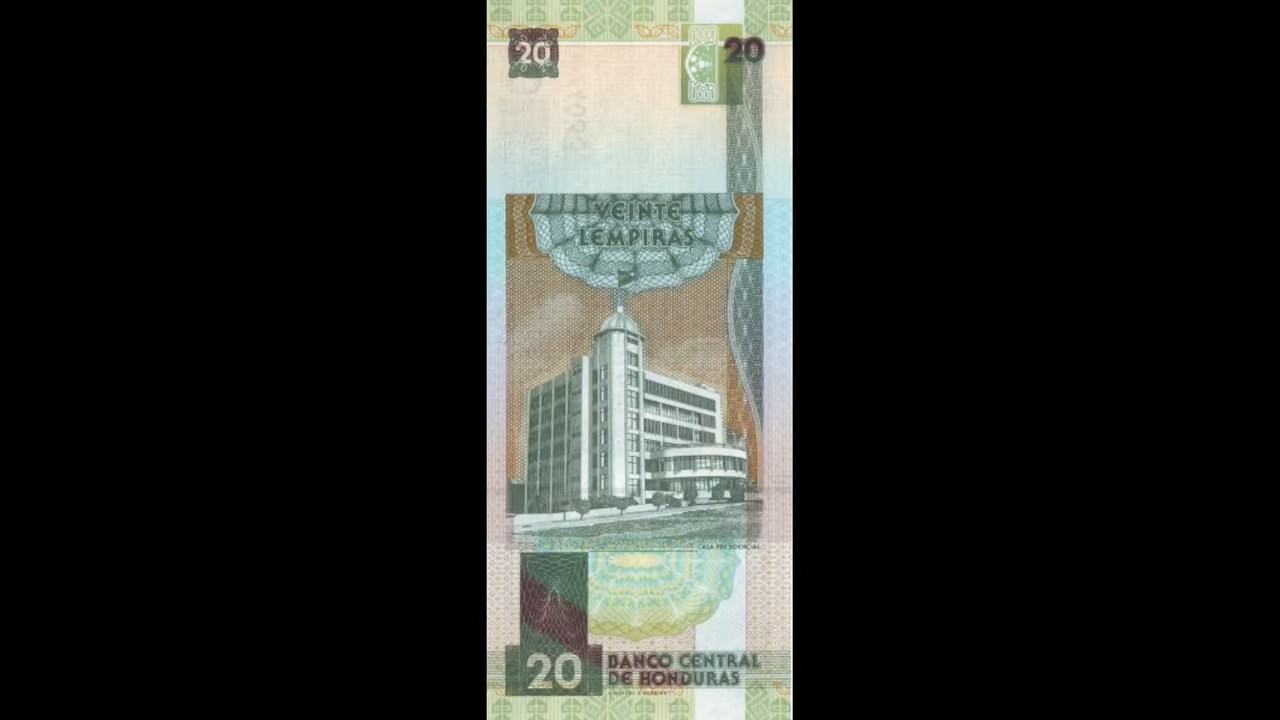 20
20
VEINTE
LEMPIRAS
CASA PRESIDENCIAL
20
BANCO CENTRAL
DE HONDURAS